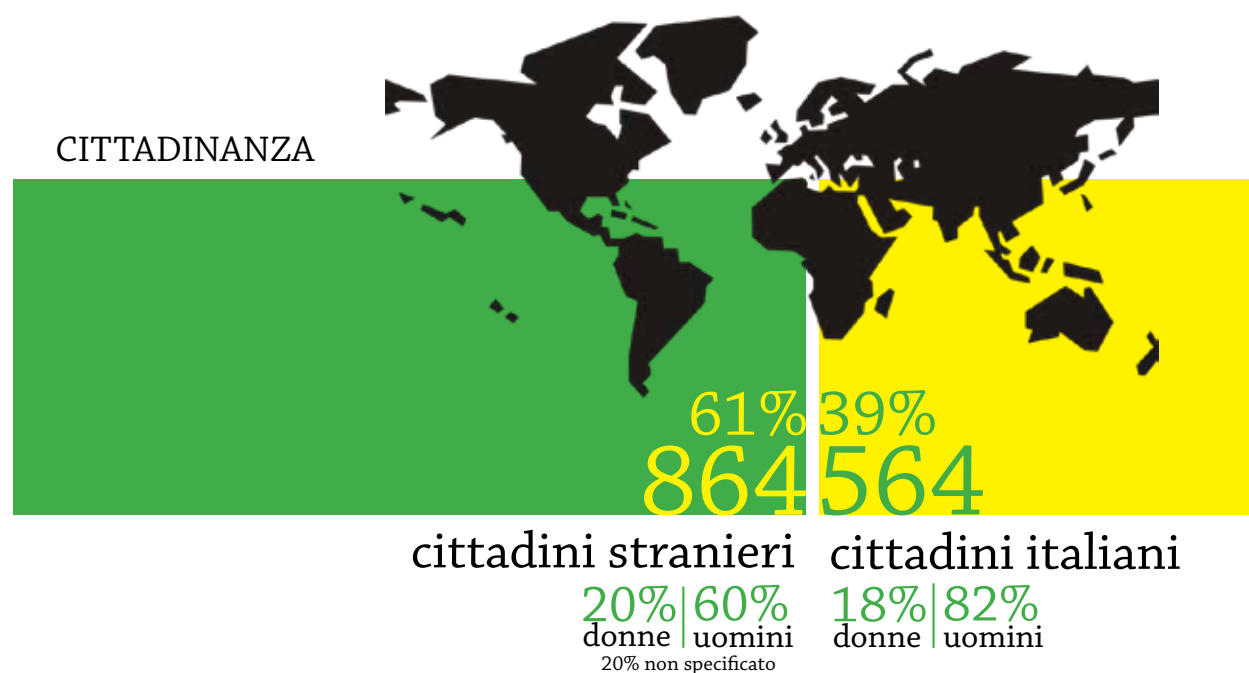 CITTADINANZA
61% 39%
864 564
cittadini stranieri cittadini italiani
20% 60% 18% 82%
donne uomini donne uomini
20% non specificato